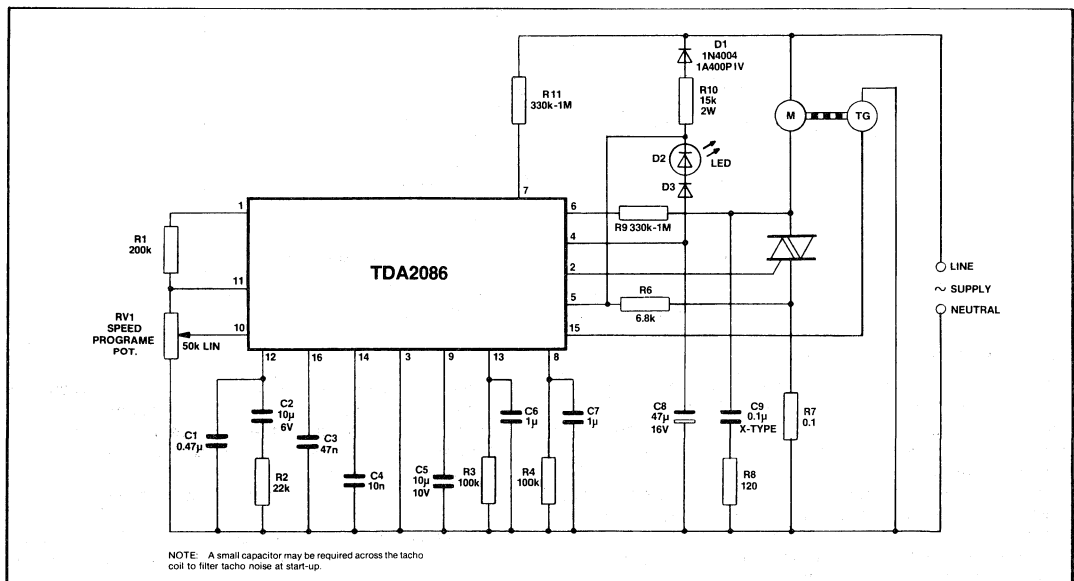 D1
1N4004
1A400PIV
R11
330k-1M
R10
15k
2W
M
TG
D2
LED
7
D3
1
6
R9 330k-1M
4
R1
200k
TDA2086
2
LINE
11
R6
5
~ SUPPLY
RV1
SPEED
PROGRAME
POT.
6.8k
NEUTRAL
10
15
50k LIN
12
16
14
3
9
13
8
C2
10µ
6V
C6
1µ
C7
1µ
C8
47µ
16V
C9
0.1µ
X-TYPE
R7
0.1
C1
0.47µ
C3
47n
R2
22k
C4
10n
C5
10µ
10V
R3
100k
R4
100k
R8
120
NOTE: A small capacitor may be required across the tacho
coil to filter tacho noise at start-up.